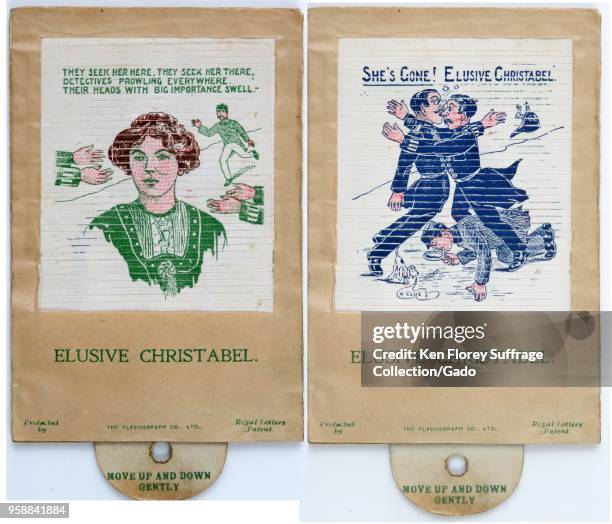 THEY SEEK HER HERE, THEY SEEK HER THERE,
DETECTIVES PROWLING EVERYWHERE.
THEIR HEADS WITH BIG IMPORTANCE SWELL.-
ELUSIVE CHRISTABEL.
Protected
by
THE FLASHOGRAPH CO., LTD.,
Royal Letters
Patent.
MOVE UP AND DOWN
GENTLY
SHE'S GONE! ELUSIVE CHRISTABEL.
A CLUE
ELUSIVE CHRISTABEL.
gettyimages
Ken Florey Suffrage
Collection/Gado
Protected
by
THE FLASHOGRAPH CO., LTD.,
Royal Letters
Patent.
MOVE UP AND DOWN
GENTLY
958841884